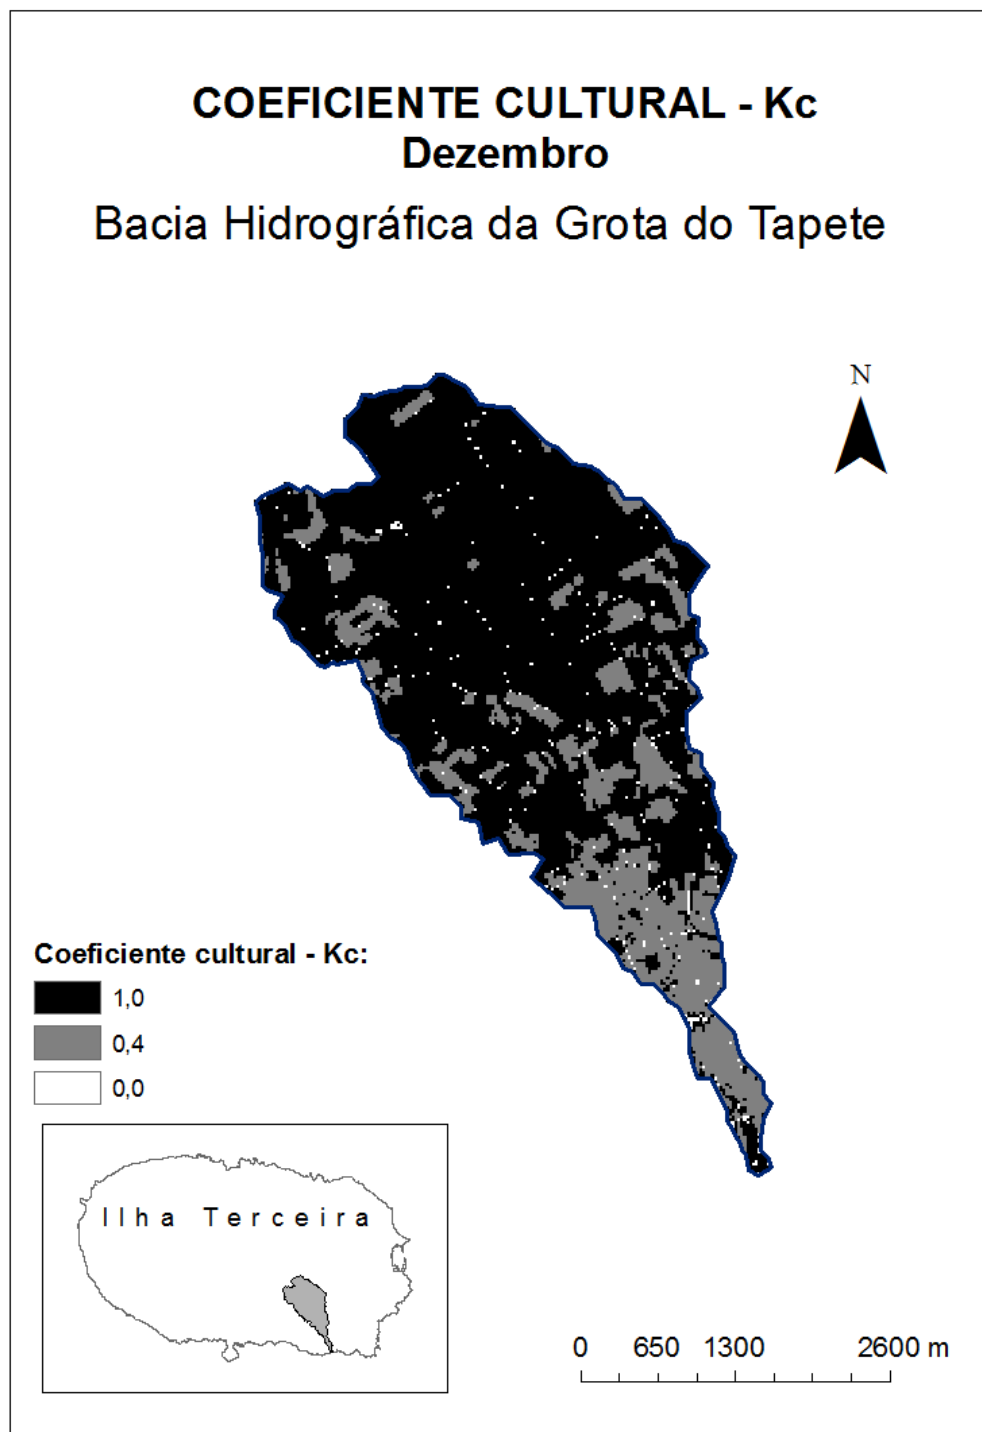 COEFICIENTE CULTURAL - Kc
Dezembro
Bacia Hidrográfica da Grota do Tapete
N
Coeficiente cultural - Kc:
1,0
0,4
0,0
Ilha Terceira
0 650 1300 2600 m